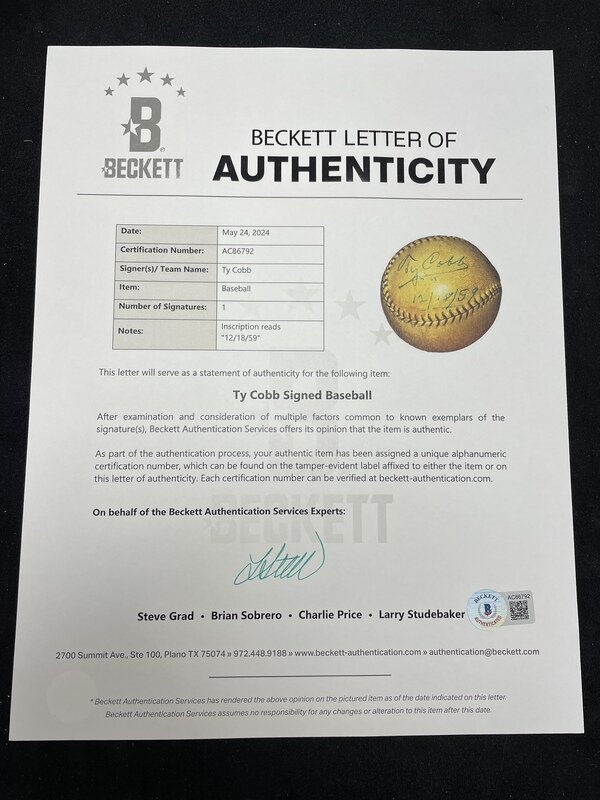 B
BECKETT
BECKETT LETTER OF
AUTHENTICITY
Date: May 24, 2024
Certification Number: AC86792
Signer(s)/ Team Name: Ty Cobb
Item: Baseball
Number of Signatures: 1
Notes: Inscription reads
"12/18/59"
Ty Cobb
12/18/59
This letter will serve as a statement of authenticity for the following item:
Ty Cobb Signed Baseball
After examination and consideration of multiple factors common to known exemplars of the
signature(s), Beckett Authentication Services offers its opinion that the item is authentic.
As part of the authentication process, your authentic item has been assigned a unique alphanumeric
certification number, which can be found on the tamper-evident label affixed to either the item or on
this letter of authenticity. Each certification number can be verified at beckett-authentication.com.
BECKETT
On behalf of the Beckett Authentication Services Experts:
Steve Grad • Brian Sobrero • Charlie Price • Larry Studebaker
BECKETT
B
AUTHENTICATED
AC86792
2700 Summit Ave., Ste 100, Plano TX 75074 » 972.448.9188 » www.beckett-authentication.com » authentication@beckett.com
* Beckett Authentication Services has rendered the above opinion on the pictured item as of the date indicated on this letter.
Beckett Authentication Services assumes no responsibility for any changes or alteration to this item after this date.